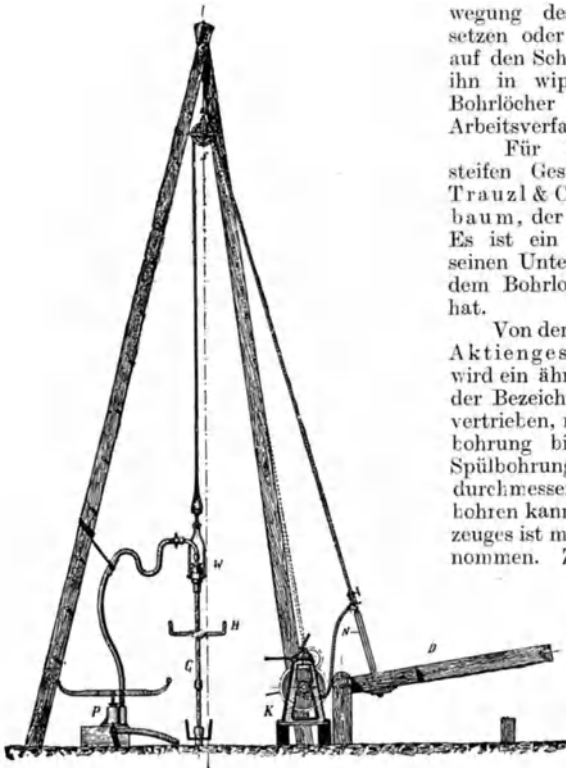 wegung des
setzen oder
auf den Sch
ihn in wip
Bohrlöcher
Arbeitsverfa
Für
steifen Ges
Trauzl & C
baum, der
Es ist ein
seinen Unte
dem Bohrlo
hat.
Von der
Aktienges
wird ein ähn
der Bezeich
vertrieben, 
bohrung bi
Spülbohrung
durchmesser
bohren kann
zeuges ist m
nommen. Z
W
H
G
P
K
N
D